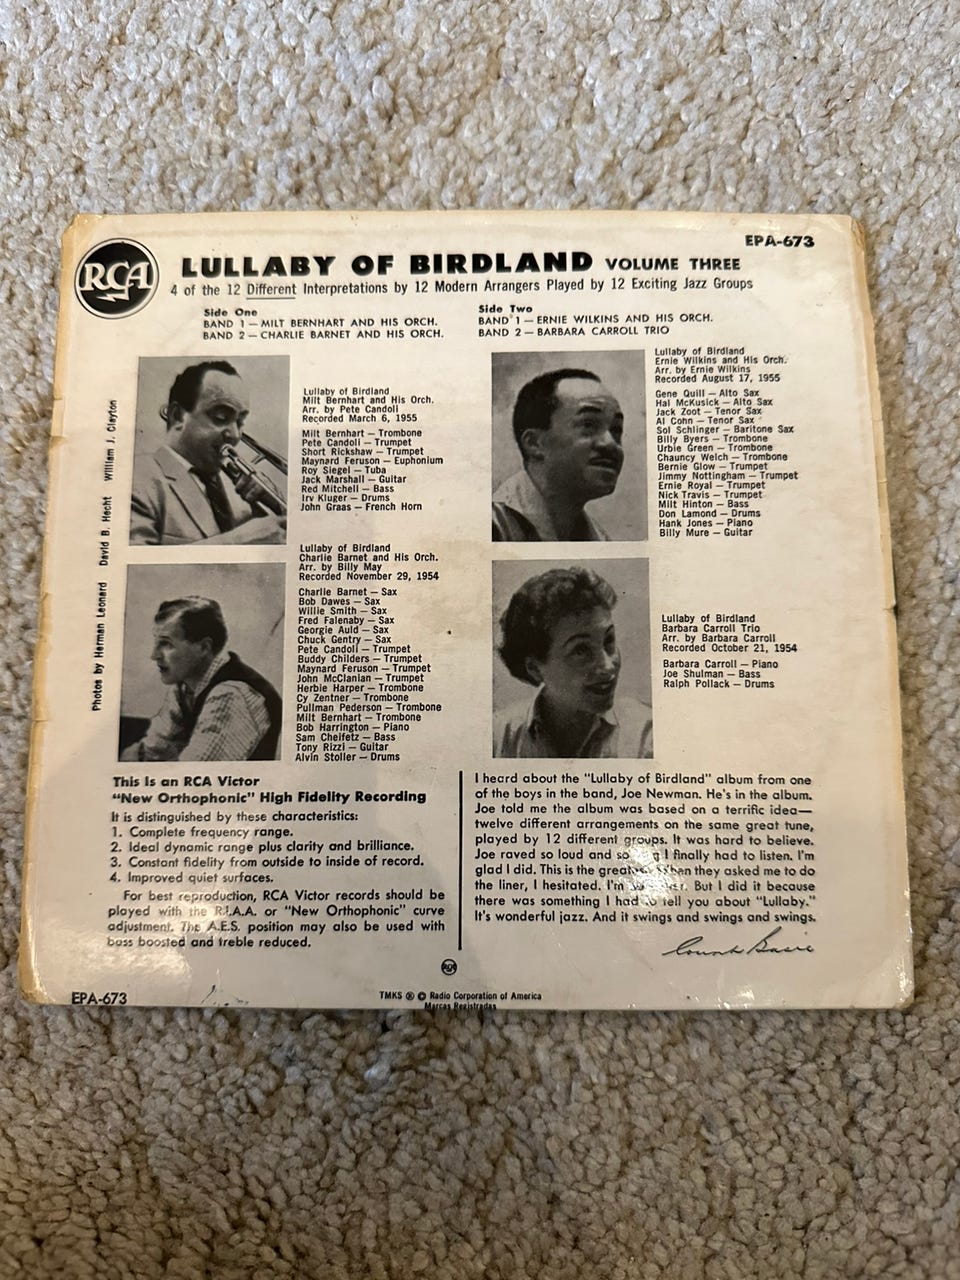 EPA-673
RCA
LULLABY OF BIRDLAND VOLUME THREE
4 of the 12 Different Interpretations by 12 Modern Arrangers Played by 12 Exciting Jazz Groups
Side One
BAND 1 — MILT BERNHART AND HIS ORCH.
BAND 2 — CHARLIE BARNET AND HIS ORCH.
Side Two
BAND 1 — ERNIE WILKINS AND HIS ORCH.
BAND 2 — BARBARA CARROLL TRIO
Photos by Herman Leonard David B. Hecht William J. Clayton
Lullaby of Birdland
Milt Bernhart and His Orch.
Arr. by Pete Candoli
Recorded March 6, 1955
Milt Bernhart — Trombone
Pete Candoli — Trumpet
Short Rickshaw — Trumpet
Maynard Feruson — Euphonium
Roy Siegel — Tuba
Jack Marshall — Guitar
Red Mitchell — Bass
Irv Kluger — Drums
John Graas — French Horn
Lullaby of Birdland
Charlie Barnet and His Orch.
Arr. by Billy May
Recorded November 29, 1954
Charlie Barnet — Sax
Bob Dawes — Sax
Willie Smith — Sax
Fred Falenaby — Sax
Georgie Auld — Sax
Chuck Gentry — Sax
Pete Candoli — Trumpet
Buddy Childers — Trumpet
Maynard Feruson — Trumpet
John McClanian — Trumpet
Herbie Harper — Trombone
Cy Zentner — Trombone
Pullman Pederson — Trombone
Milt Bernhart — Trombone
Bob Harrington — Piano
Sam Cheifetz — Bass
Tony Rizzi — Guitar
Alvin Stoller — Drums
Lullaby of Birdland
Ernie Wilkins and His Orch.
Arr. by Ernie Wilkins
Recorded August 17, 1955
Gene Quill — Alto Sax
Hal McKusick — Alto Sax
Jack Zoot — Tenor Sax
Al Cohn — Tenor Sax
Sol Schlinger — Baritone Sax
Billy Byers — Trombone
Urbie Green — Trombone
Chauncy Welch — Trombone
Bernie Glow — Trumpet
Jimmy Nottingham — Trumpet
Ernie Royal — Trumpet
Nick Travis — Trumpet
Milt Hinton — Bass
Don Lamond — Drums
Hank Jones — Piano
Billy Mure — Guitar
Lullaby of Birdland
Barbara Carroll Trio
Arr. by Barbara Carroll
Recorded October 21, 1954
Barbara Carroll — Piano
Joe Shulman — Bass
Ralph Pollack — Drums
This is an RCA Victor
"New Orthophonic" High Fidelity Recording
It is distinguished by these characteristics:
1. Complete frequency range.
2. Ideal dynamic range plus clarity and brilliance.
3. Constant fidelity from outside to inside of record.
4. Improved quiet surfaces.
For best reproduction, RCA Victor records should be
played with the R.I.A.A. or "New Orthophonic" curve
adjustment. The A.E.S. position may also be used with
bass boosted and treble reduced.
I heard about the "Lullaby of Birdland" album from one
of the boys in the band, Joe Newman. He's in the album.
Joe told me the album was based on a terrific idea—
twelve different arrangements on the same great tune,
played by 12 different groups. It was hard to believe.
Joe raved so loud and so I finally had to listen. I'm
glad I did. This is the When they asked me to do
the liner, I hesitated. I'm But I did it because
there was something I had to tell you about "Lullaby."
It's wonderful jazz. And it swings and swings and swings.
Count Basie
RCA
EPA-673
TMKS ® © Radio Corporation of America
Marcas Registradas